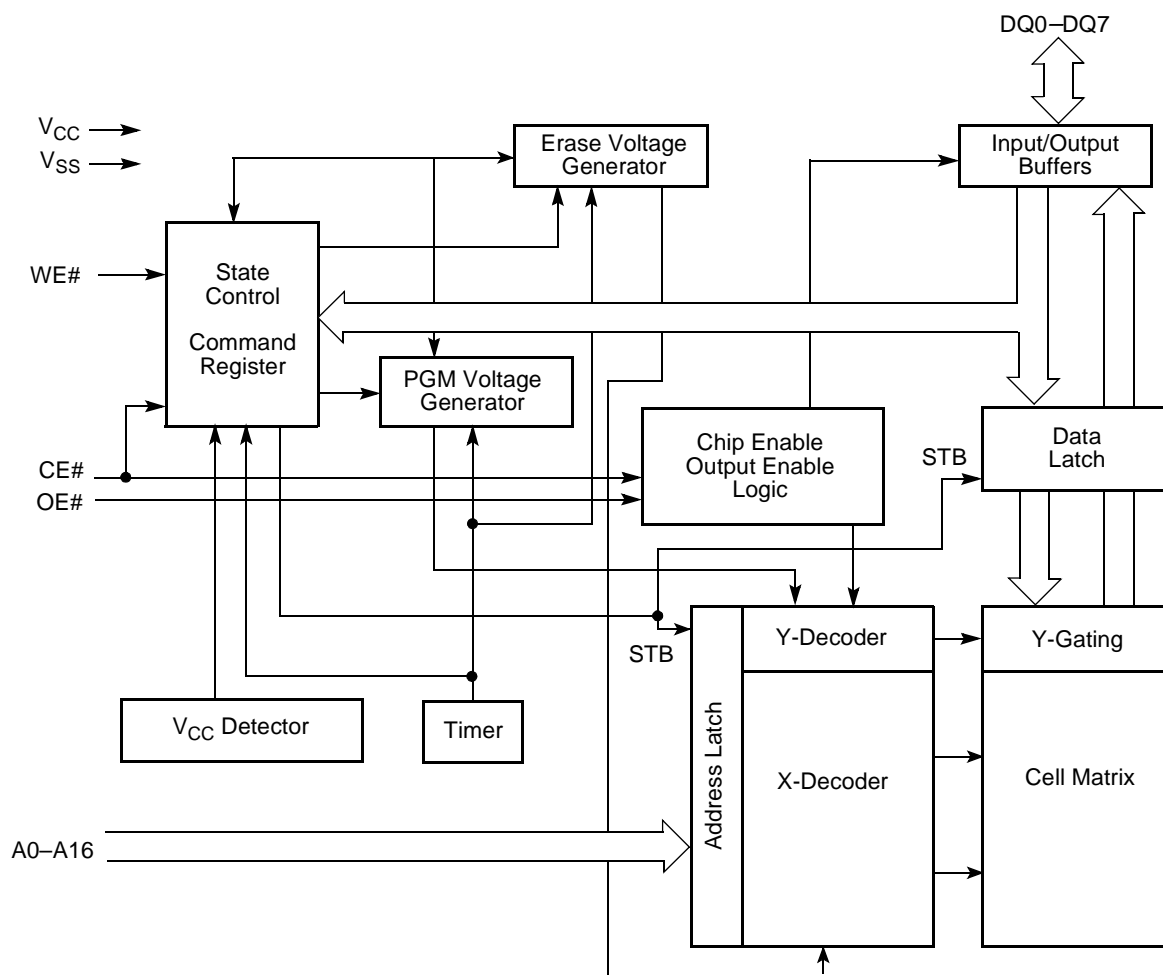 DQ0–DQ7
VCC
VSS
Erase Voltage
Generator
Input/Output
Buffers
WE#
State
Control
Command
Register
PGM Voltage
Generator
Chip Enable
Output Enable
Logic
Data
Latch
STB
CE#
OE#
STB
Y-Decoder
Y-Gating
VCC Detector
Timer
Address Latch
X-Decoder
Cell Matrix
A0–A16